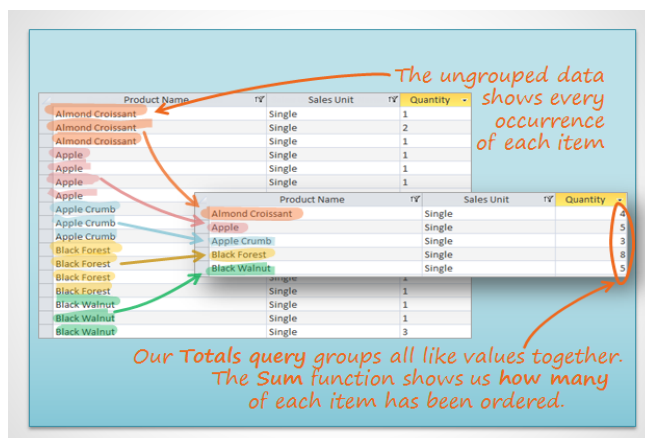 The ungrouped data
shows every
occurrence
of each item
Product Name Sales Unit Quantity
Almond Croissant Single 1
Almond Croissant Single 2
Almond Croissant Single 1
Apple Single 1
Apple Single 1
Apple Single 1
Apple
Apple Crumb
Apple Crumb
Apple Crumb
Black Forest
Black Forest
Black Forest Single 1
Black Forest Single 1
Black Walnut Single 1
Black Walnut Single 1
Black Walnut Single 3
Product Name Sales Unit Quantity
Almond Croissant Single 4
Apple Single 5
Apple Crumb Single 3
Black Forest Single 8
Black Walnut Single 5
Our Totals query groups all like values together.
The Sum function shows us how many
of each item has been ordered.